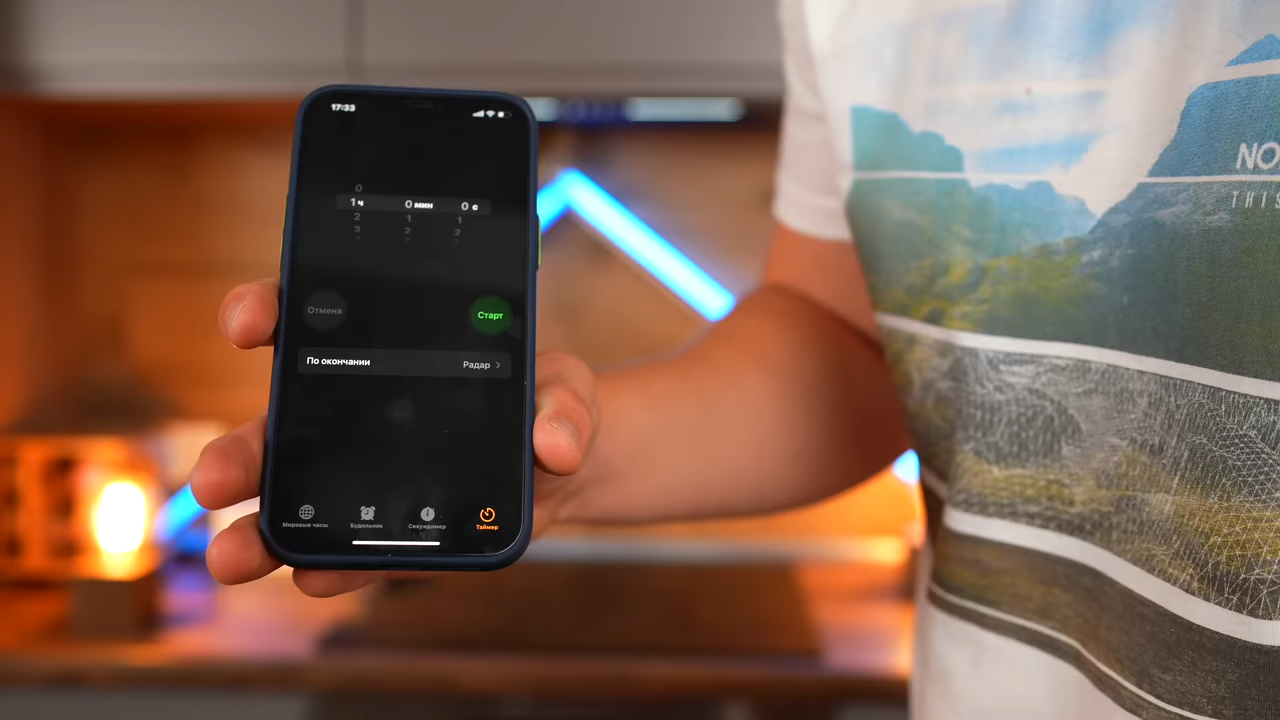 17:33
0
1 ч 0 мин 0 с
2 1 1
3 2 2
Отмена Старт
По окончании Радар
Мировые часы Будильник Секундомер Таймер
NO
THIS